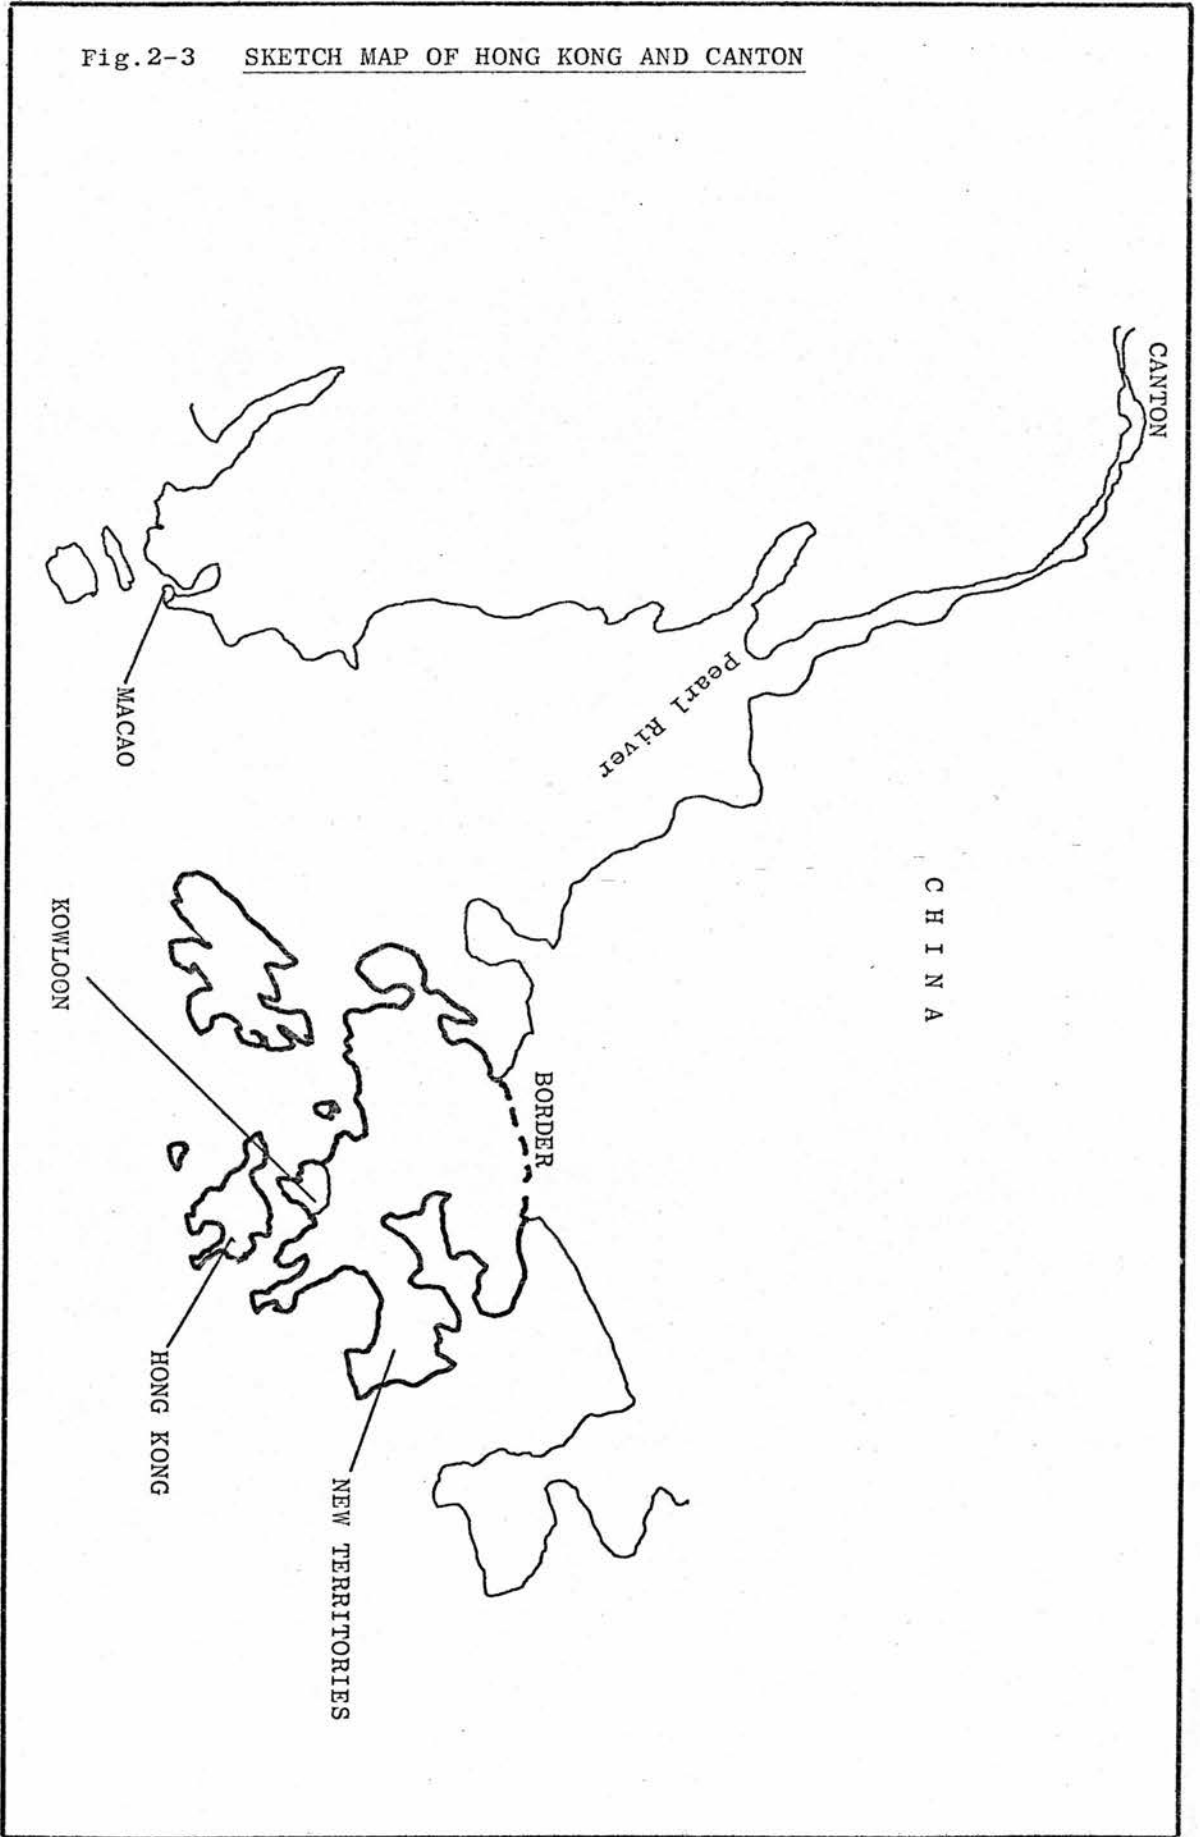 Fig.2-3 SKETCH MAP OF HONG KONG AND CANTON
CANTON
CHINA
Pearl River
BORDER
MACAO
KOWLOON
HONG KONG
NEW TERRITORIES